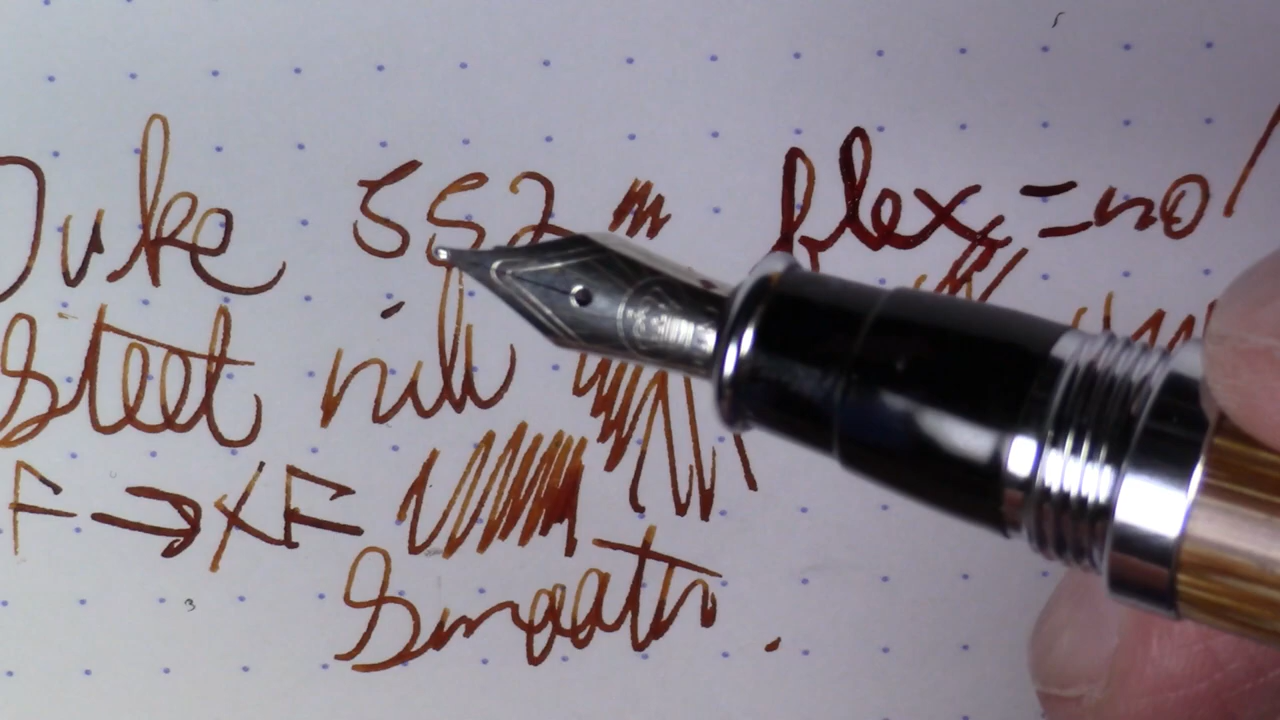 Duke 552 m flex = no!
Steel nib
F → XF
Smooth.